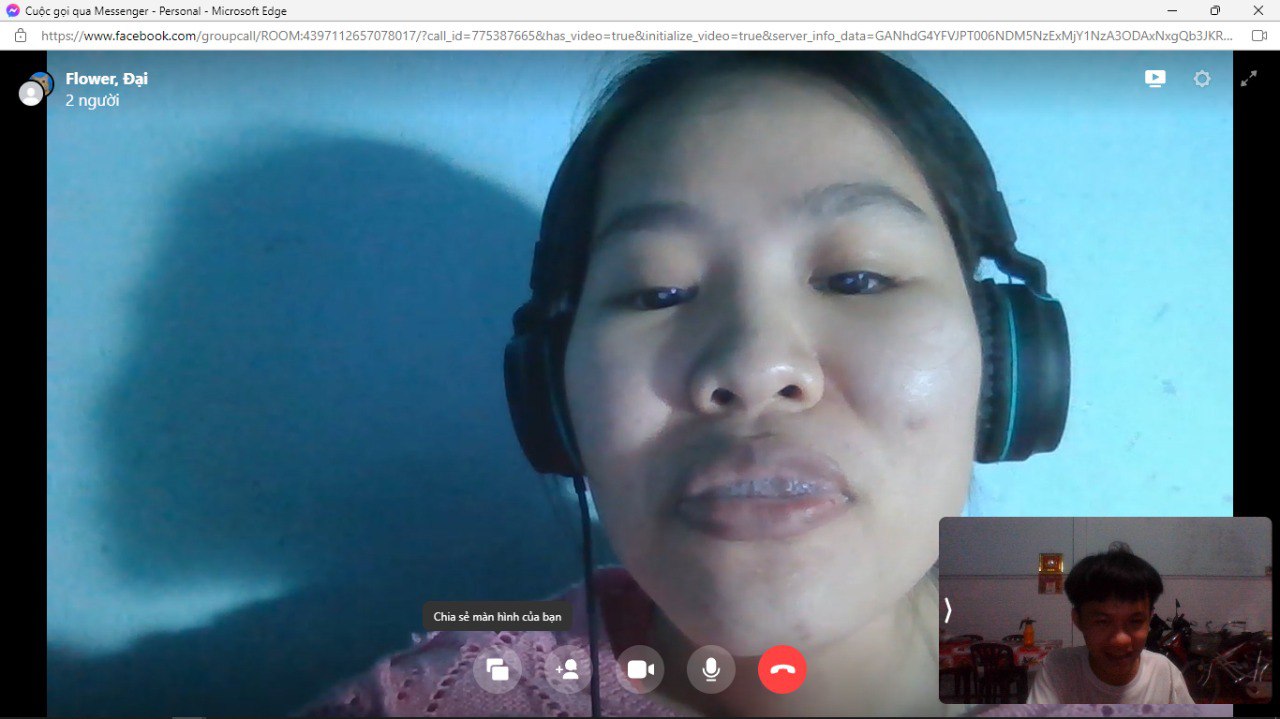 Cuộc gọi qua Messenger - Personal - Microsoft Edge
https://www.facebook.com/groupcall/ROOM:4397112657078017/?call_id=775387665&has_video=true&initialize_video=true&server_info_data=GANhdG4YFVJPT006NDM5NzExMjY1NzA3ODAxNxgQb3JKR...
Flower, Đại
2 người
Chia sẻ màn hình của bạn